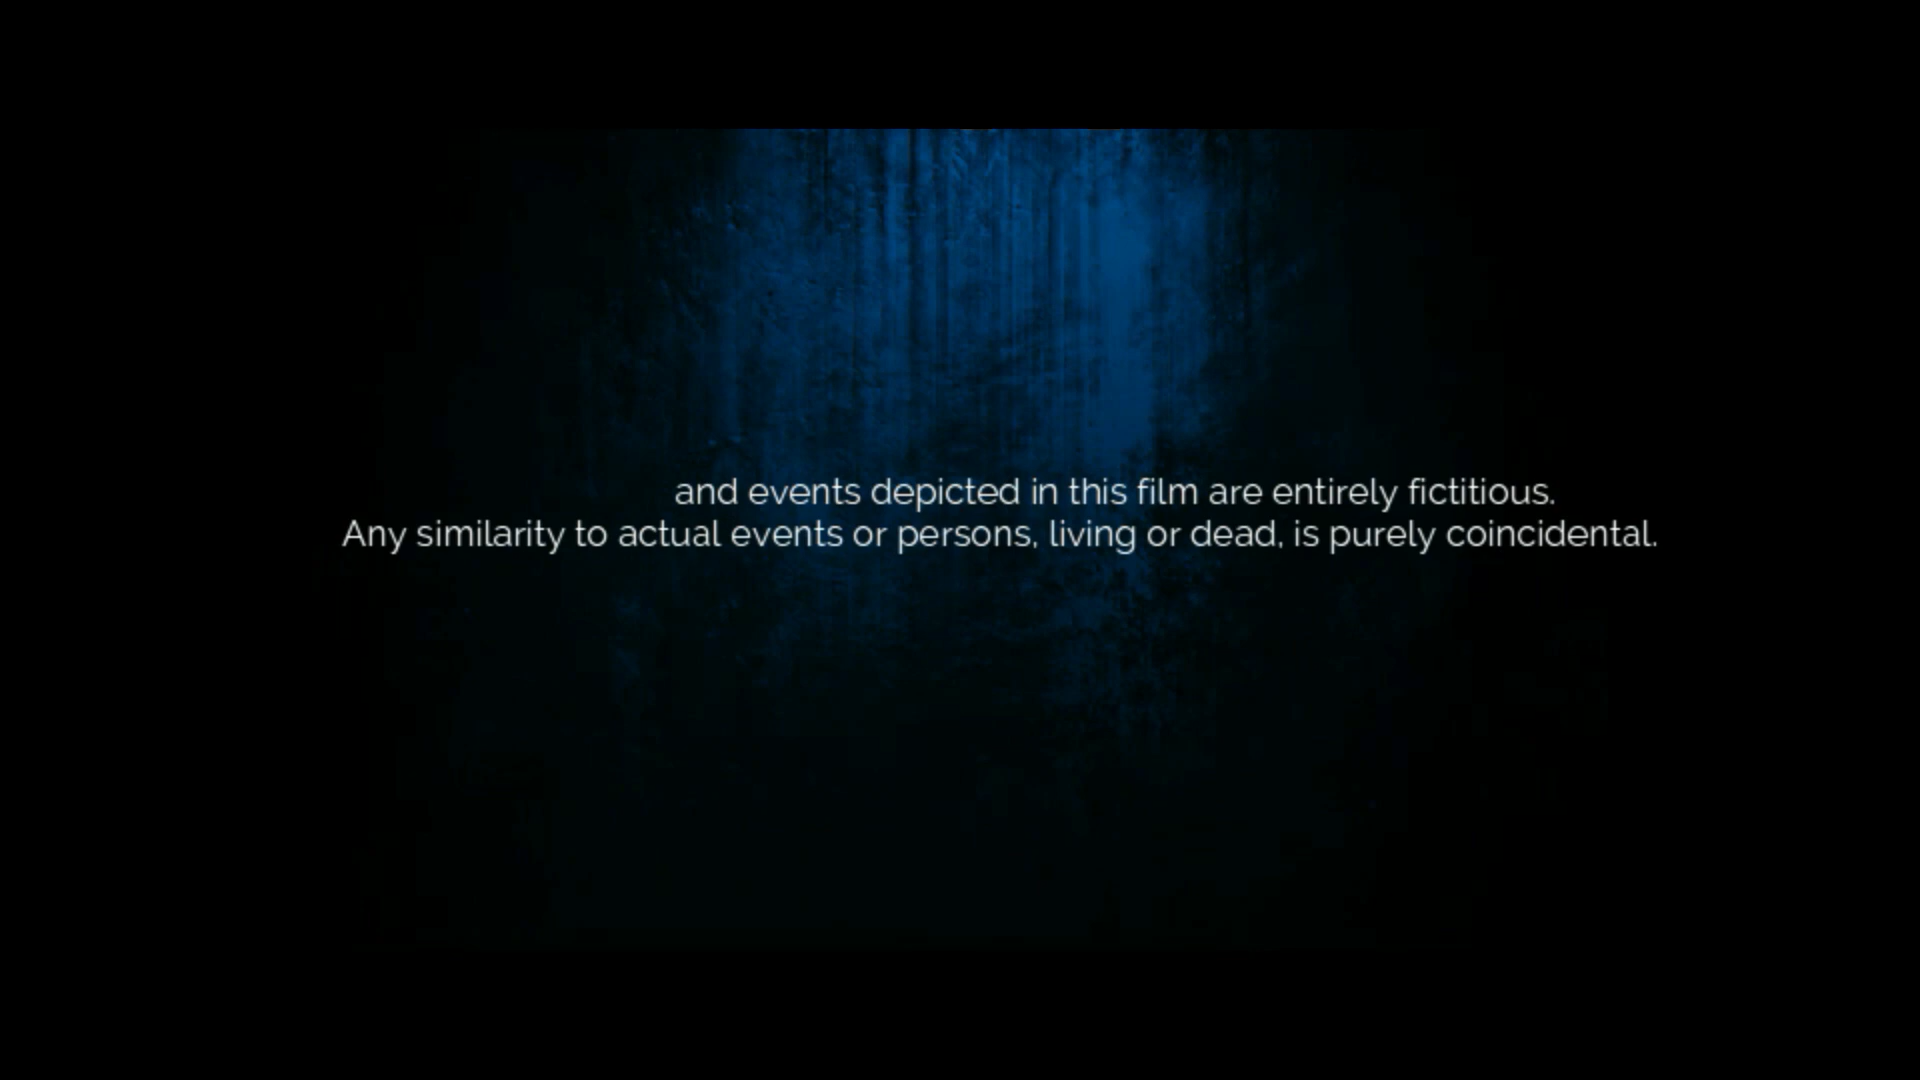 and events depicted in this film are entirely fictitious.
Any similarity to actual events or persons, living or dead, is purely coincidental.